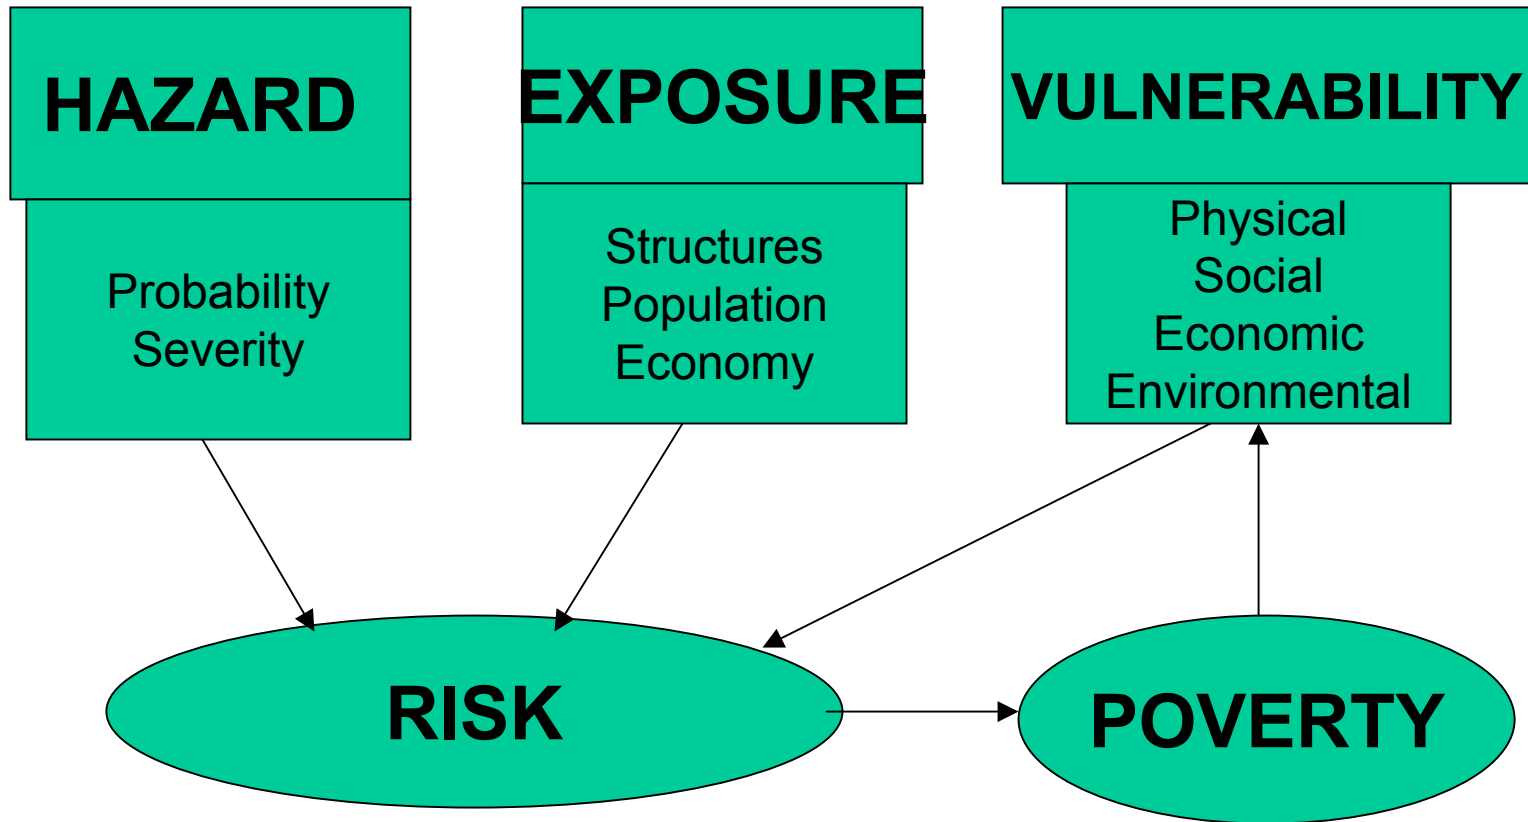 HAZARD
Probability
Severity
EXPOSURE
Structures
Population
Economy
VULNERABILITY
Physical
Social
Economic
Environmental
RISK
POVERTY